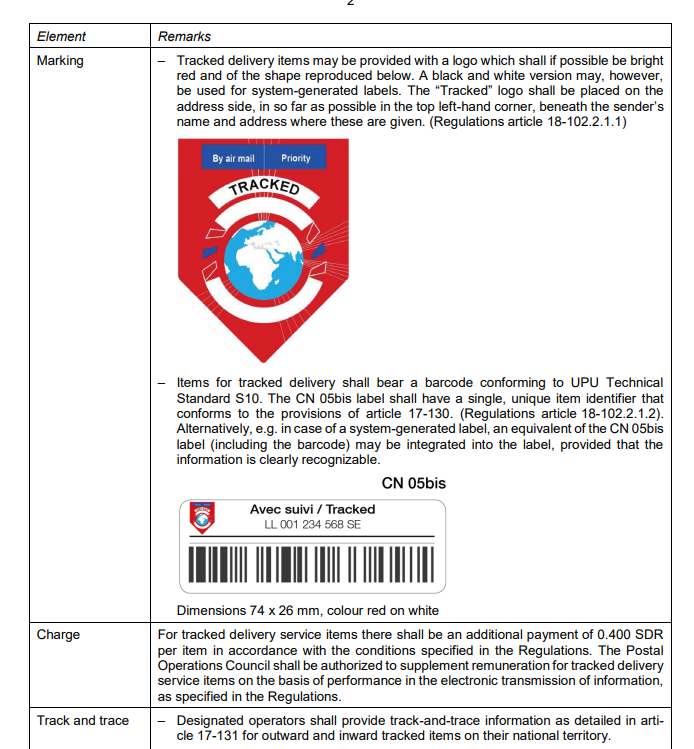 2
Element Remarks
Marking – Tracked delivery items may be provided with a logo which shall if possible be bright
red and of the shape reproduced below. A black and white version may, however,
be used for system-generated labels. The “Tracked” logo shall be placed on the
address side, in so far as possible in the top left-hand corner, beneath the sender’s
name and address where these are given. (Regulations article 18-102.2.1.1)
By air mail Priority
TRACKED
– Items for tracked delivery shall bear a barcode conforming to UPU Technical
Standard S10. The CN 05bis label shall have a single, unique item identifier that
conforms to the provisions of article 17-130. (Regulations article 18-102.2.1.2).
Alternatively, e.g. in case of a system-generated label, an equivalent of the CN 05bis
label (including the barcode) may be integrated into the label, provided that the
information is clearly recognizable.
CN 05bis
Avec suivi / Tracked
LL 001 234 568 SE
Dimensions 74 x 26 mm, colour red on white
Charge For tracked delivery service items there shall be an additional payment of 0.400 SDR
per item in accordance with the conditions specified in the Regulations. The Postal
Operations Council shall be authorized to supplement remuneration for tracked delivery
service items on the basis of performance in the electronic transmission of information,
as specified in the Regulations.
Track and trace – Designated operators shall provide track-and-trace information as detailed in arti-
cle 17-131 for outward and inward tracked items on their national territory.